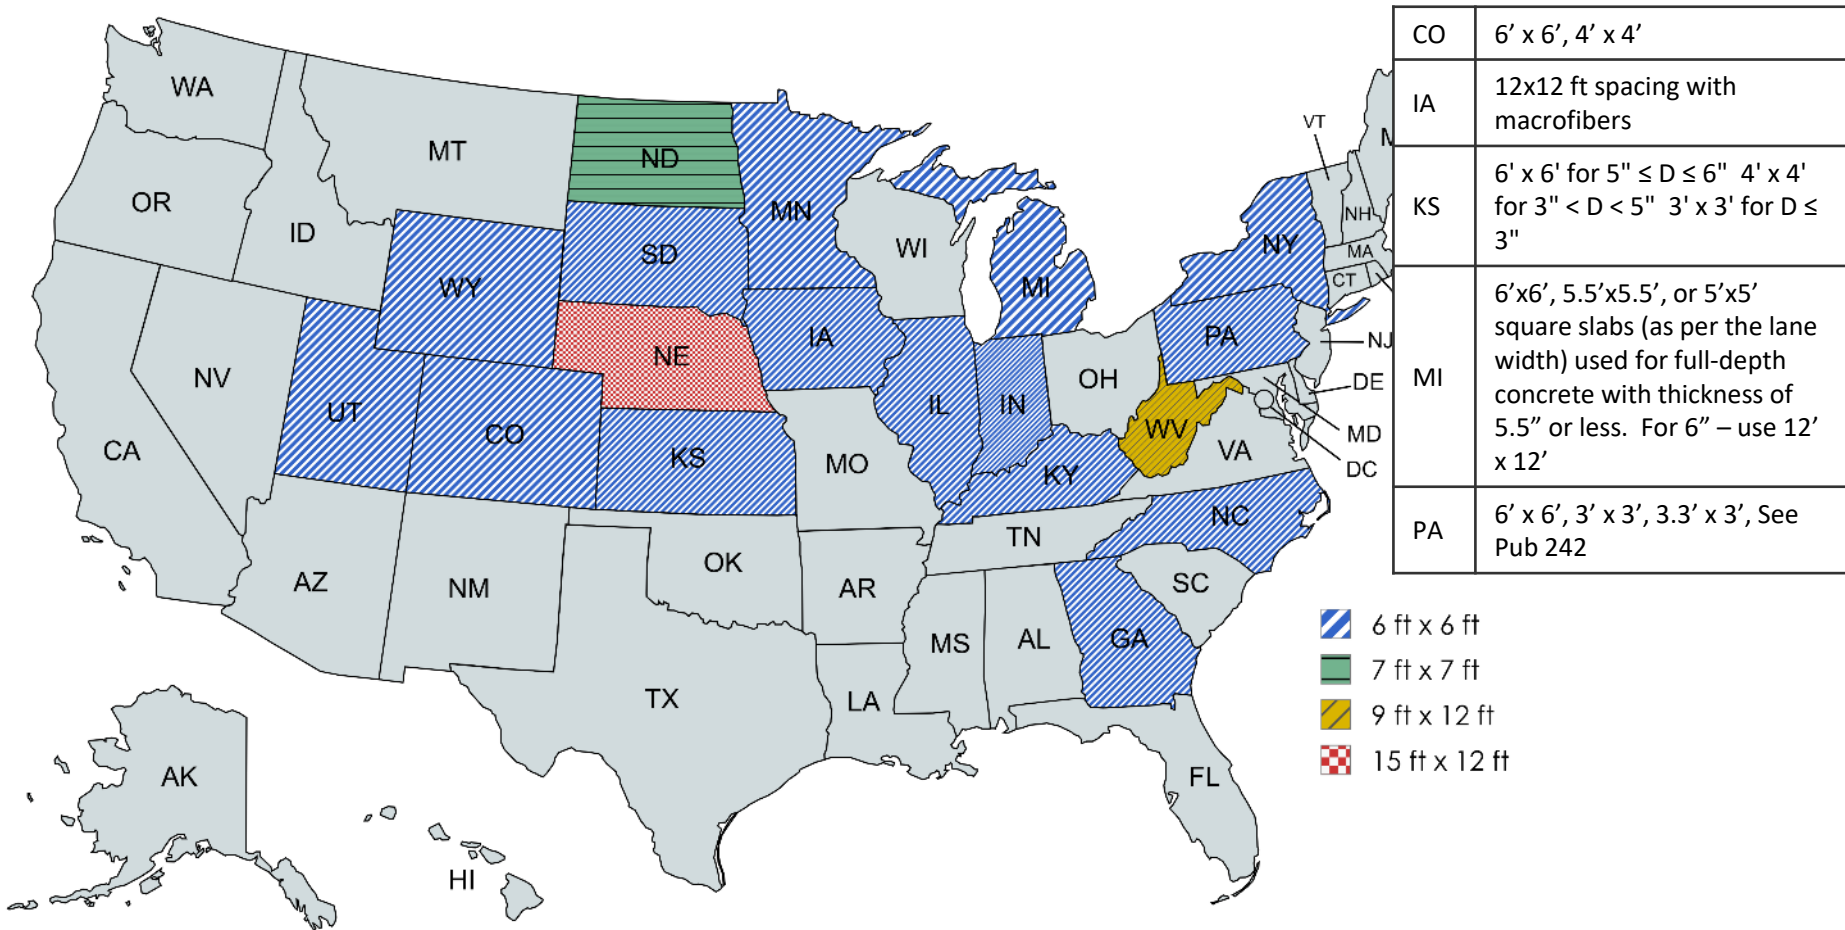 WA
MT
ND
OR
ID
MN
WI
SD
WY
MI
NY
VT
NH
M
MA
CT
NV
NE
IA
PA
NJ
OH
DE
UT
CO
IL
IN
WV
MD
CA
KS
MO
KY
VA
DC
NC
TN
OK
AZ
NM
AR
SC
MS
AL
GA
TX
LA
FL
AK
HI
CO 6’ x 6’, 4’ x 4’
IA 12x12 ft spacing with
macrofibers
KS 6' x 6' for 5" ≤ D ≤ 6" 4' x 4'
for 3" < D < 5" 3' x 3' for D ≤
3"
MI 6’x6’, 5.5’x5.5’, or 5’x5’
square slabs (as per the lane
width) used for full-depth
concrete with thickness of
5.5” or less. For 6” – use 12’
x 12’
PA 6’ x 6’, 3’ x 3’, 3.3’ x 3’, See
Pub 242
6 ft x 6 ft
7 ft x 7 ft
9 ft x 12 ft
15 ft x 12 ft